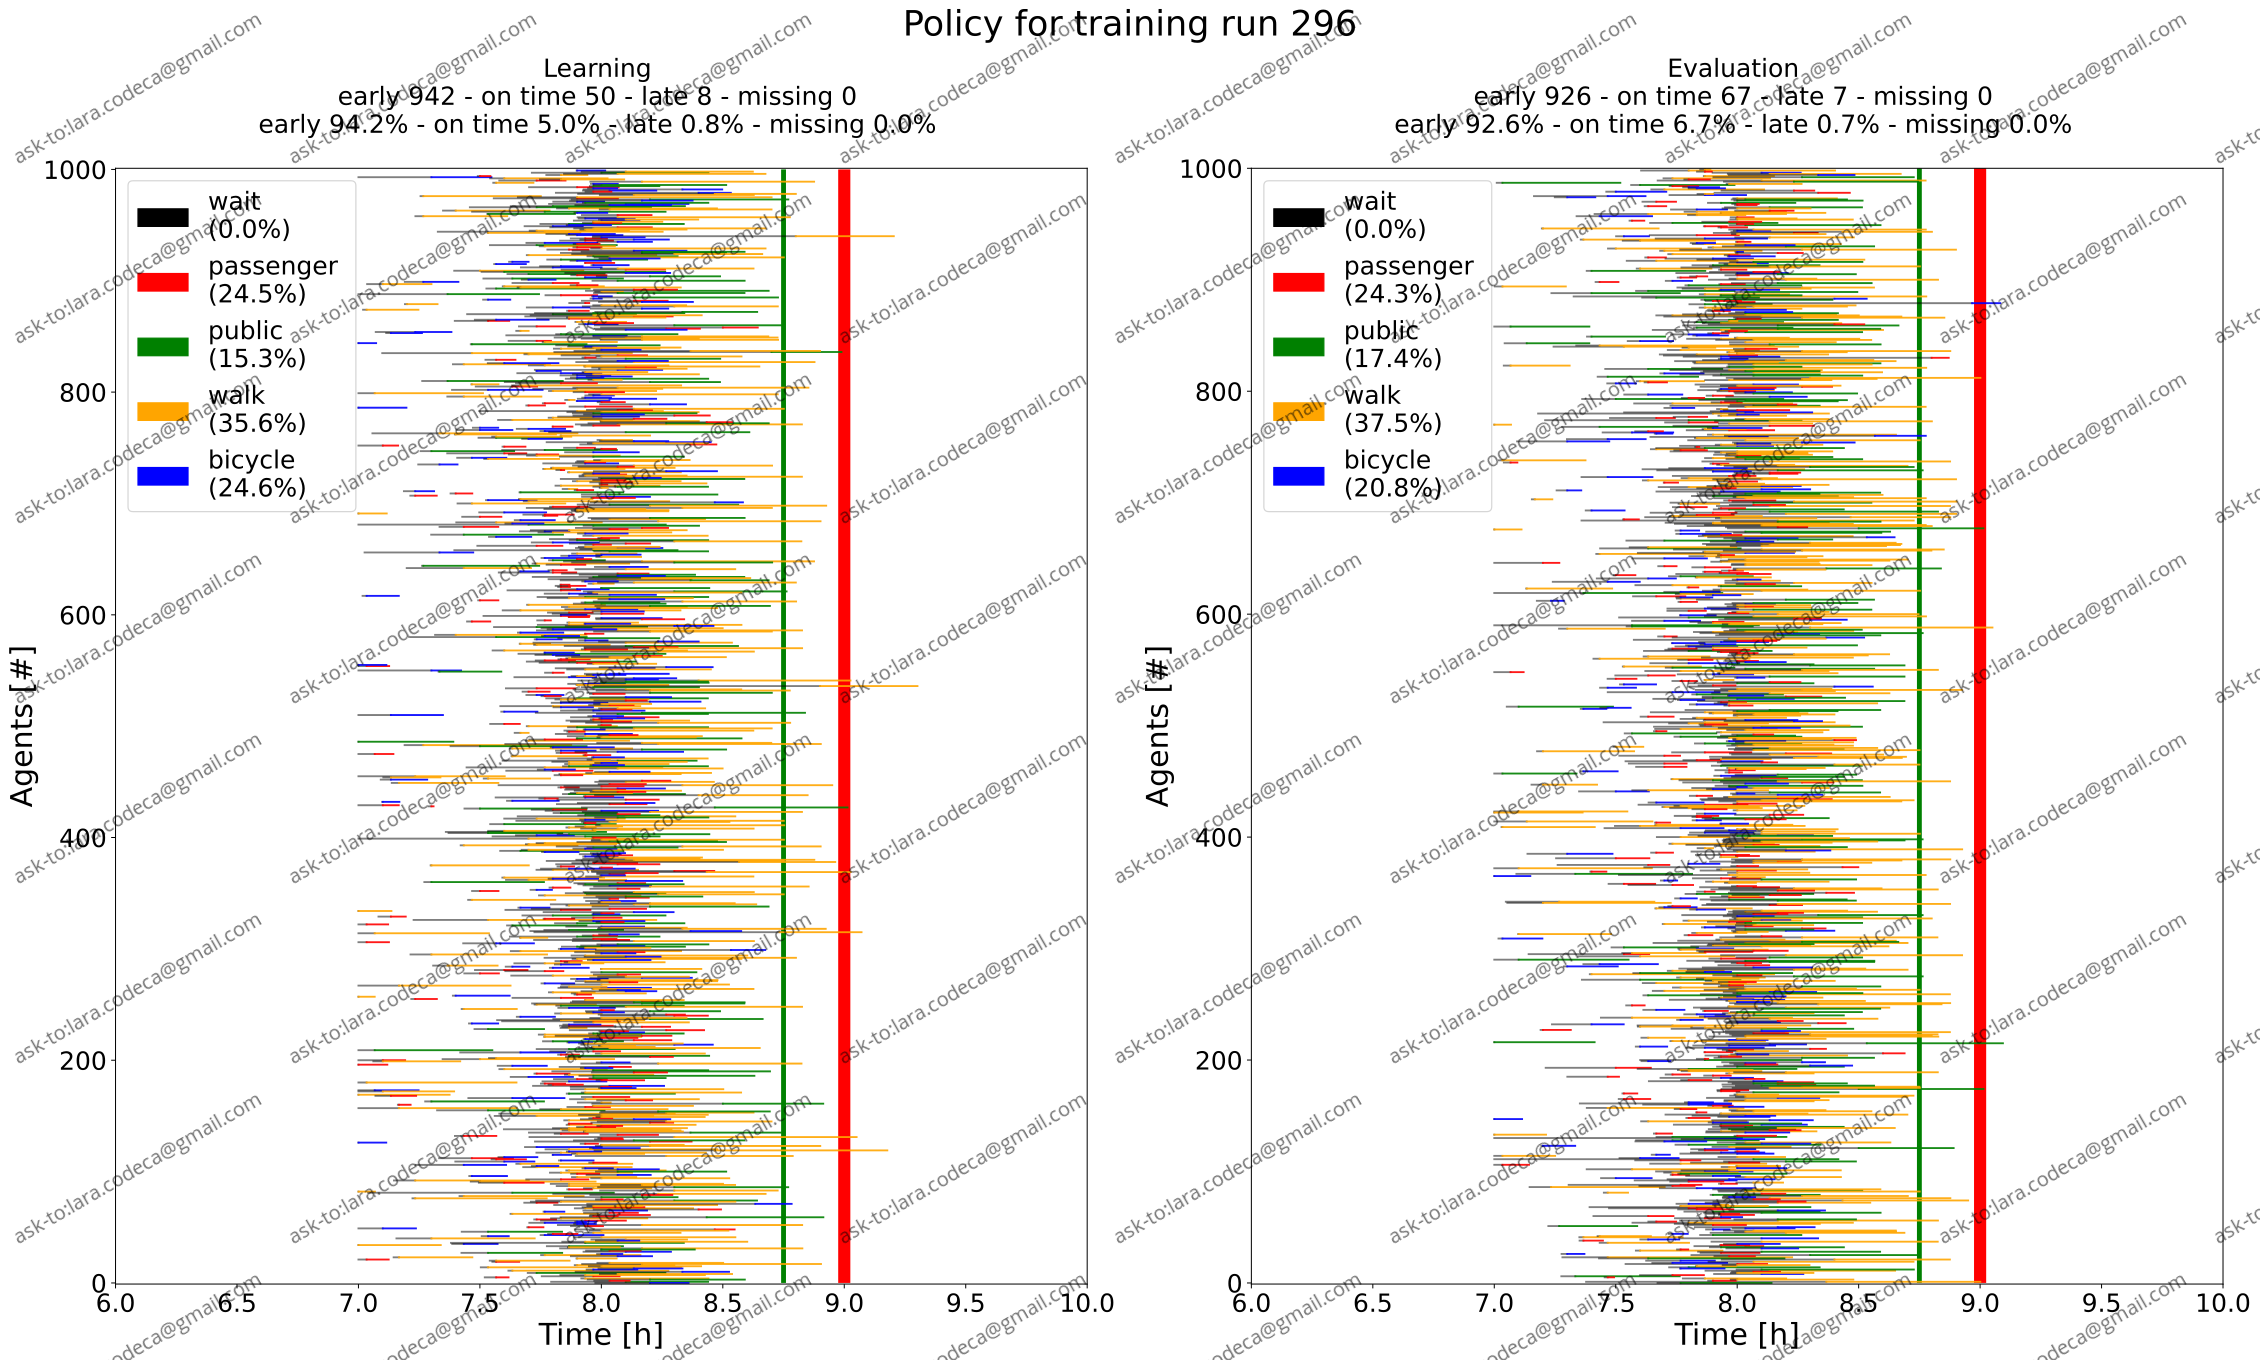 Policy for training run 296
Learning
early 942 - on time 50 - late 8 - missing 0
early 94.2% - on time 5.0% - late 0.8% - missing 0.0%
1000
800
600
400
200
0
Agents [#]
wait
(0.0%)
passenger
(24.5%)
public
(15.3%)
walk
(35.6%)
bicycle
(24.6%)
6.0 6.5 7.0 7.5 8.0 8.5 9.0 9.5 10.0
Time [h]
Evaluation
early 926 - on time 67 - late 7 - missing 0
early 92.6% - on time 6.7% - late 0.7% - missing 0.0%
1000
800
600
400
200
0
Agents [#]
wait
(0.0%)
passenger
(24.3%)
public
(17.4%)
walk
(37.5%)
bicycle
(20.8%)
6.0 6.5 7.0 7.5 8.0 8.5 9.0 9.5 10.0
Time [h]
ask-to:lara.codeca@gmail.com